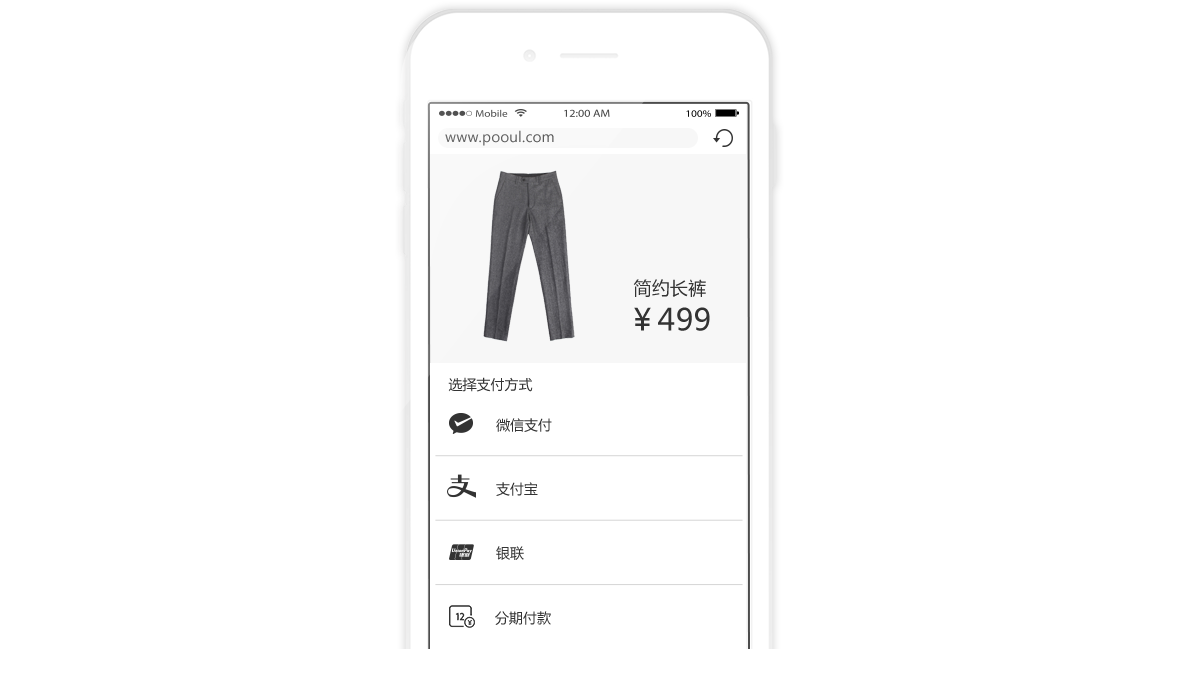 Mobile 12:00 AM 100%
www.pooul.com
简约长裤
¥ 499
选择支付方式
微信支付
支付宝
UnionPay
银联
银联
12 ¥
分期付款